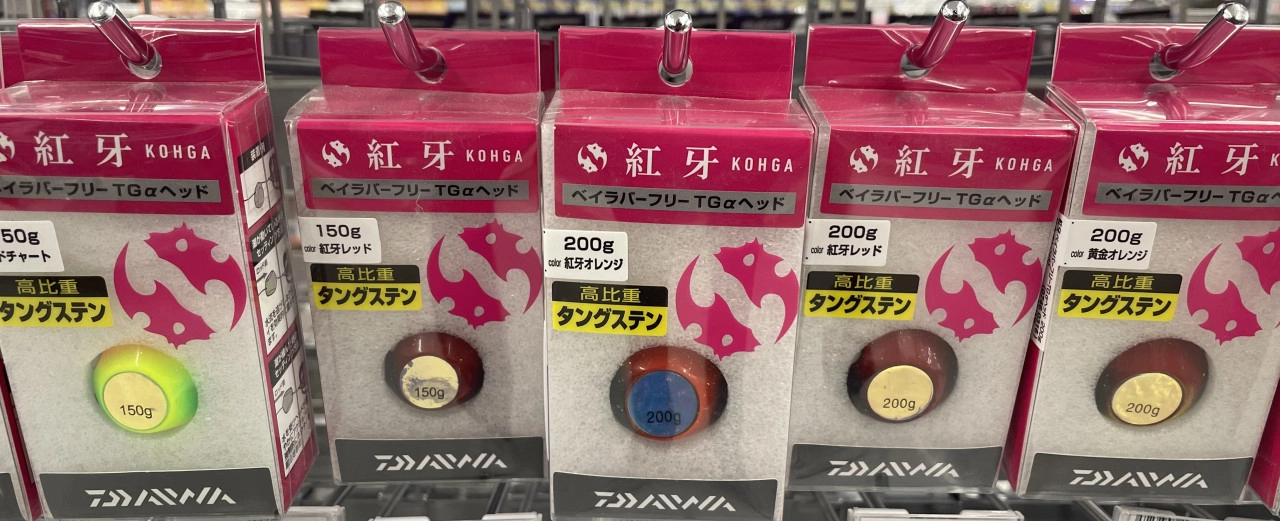 紅牙 KOHGA
ベイラバーフリーTGαヘッド
50g
チャート
高比重
タングステン
150g
DAIWA
紅牙 KOHGA
ベイラバーフリーTGαヘッド
150g
color 紅牙レッド
高比重
タングステン
150g
DAIWA
紅牙 KOHGA
ベイラバーフリーTGαヘッド
200g
color 紅牙オレンジ
高比重
タングステン
200g
DAIWA
紅牙 KOHGA
ベイラバーフリーTGαヘッド
200g
color 紅牙レッド
高比重
タングステン
200g
DAIWA
紅牙 K
ベイラバーフリーTGαヘッ
200g
color 黄金オレンジ
高比重
タングステン
200g
DAIWA